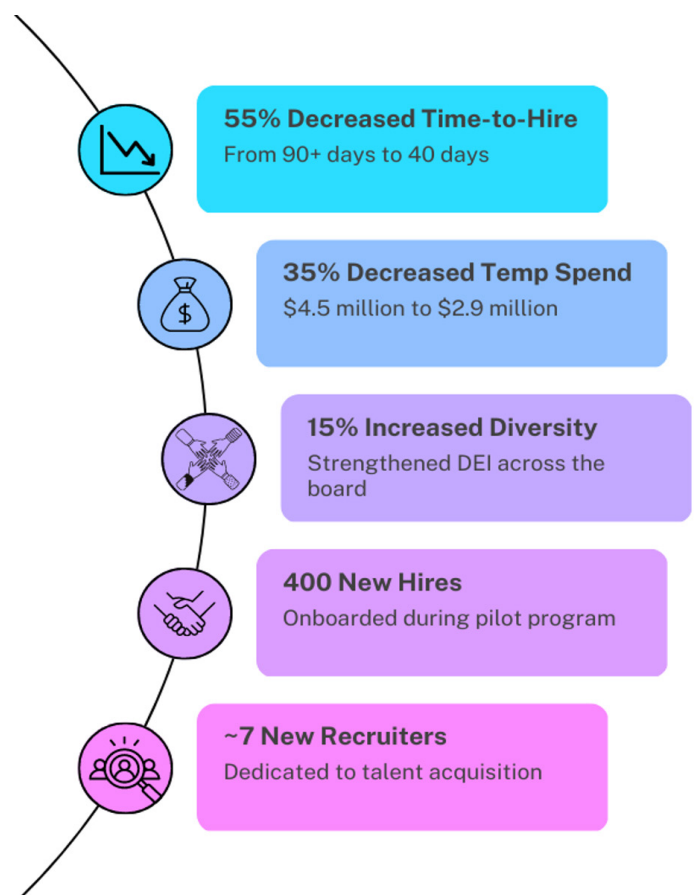 55% Decreased Time-to-Hire
From 90+ days to 40 days
35% Decreased Temp Spend
$4.5 million to $2.9 million
15% Increased Diversity
Strengthened DEI across the
board
400 New Hires
Onboarded during pilot program
~7 New Recruiters
Dedicated to talent acquisition